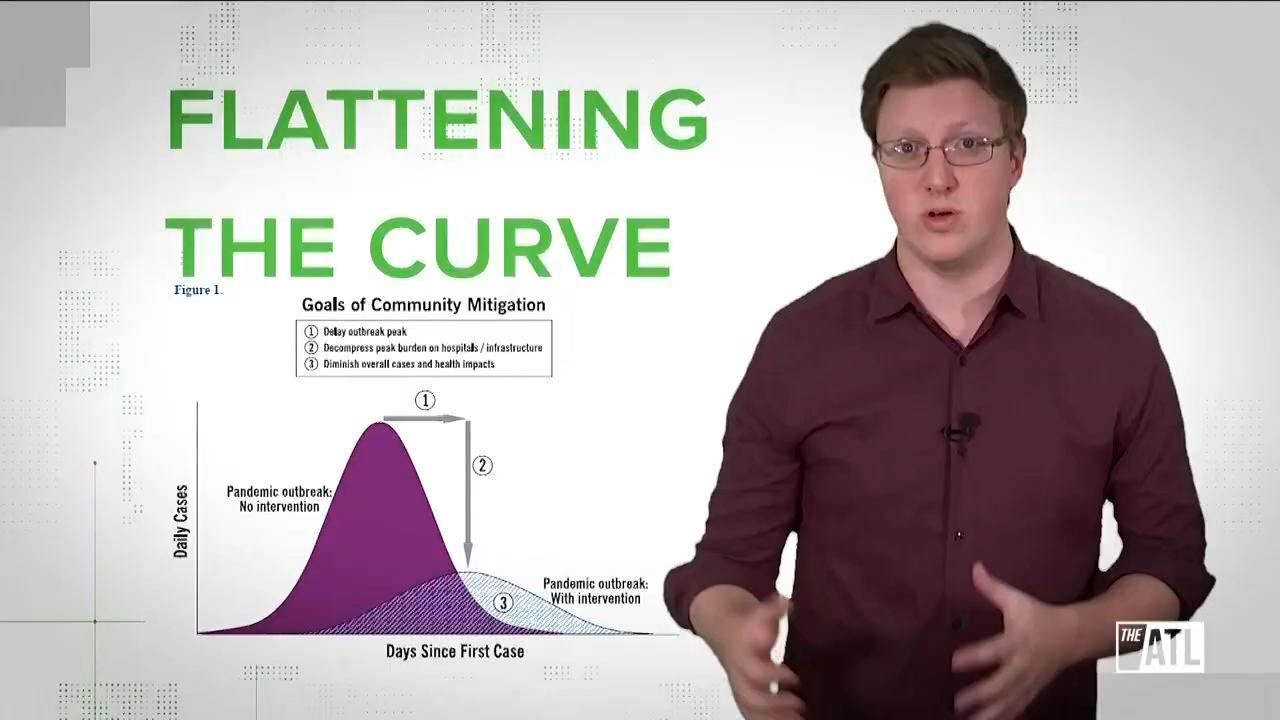 FLATTENING
THE CURVE
Figure 1.
Goals of Community Mitigation
① Delay outbreak peak
② Decompress peak burden on hospitals / infrastructure
③ Diminish overall cases and health impacts
①
②
Pandemic outbreak:
No intervention
Daily Cases
Pandemic outbreak:
With intervention
③
Days Since First Case
THE ATL